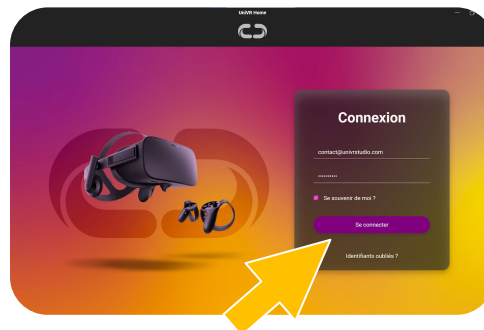 UniVR Home
Connexion
contact@univrstudio.com
Se souvenir de moi ?
Se connecter
Identifiants oubliés ?